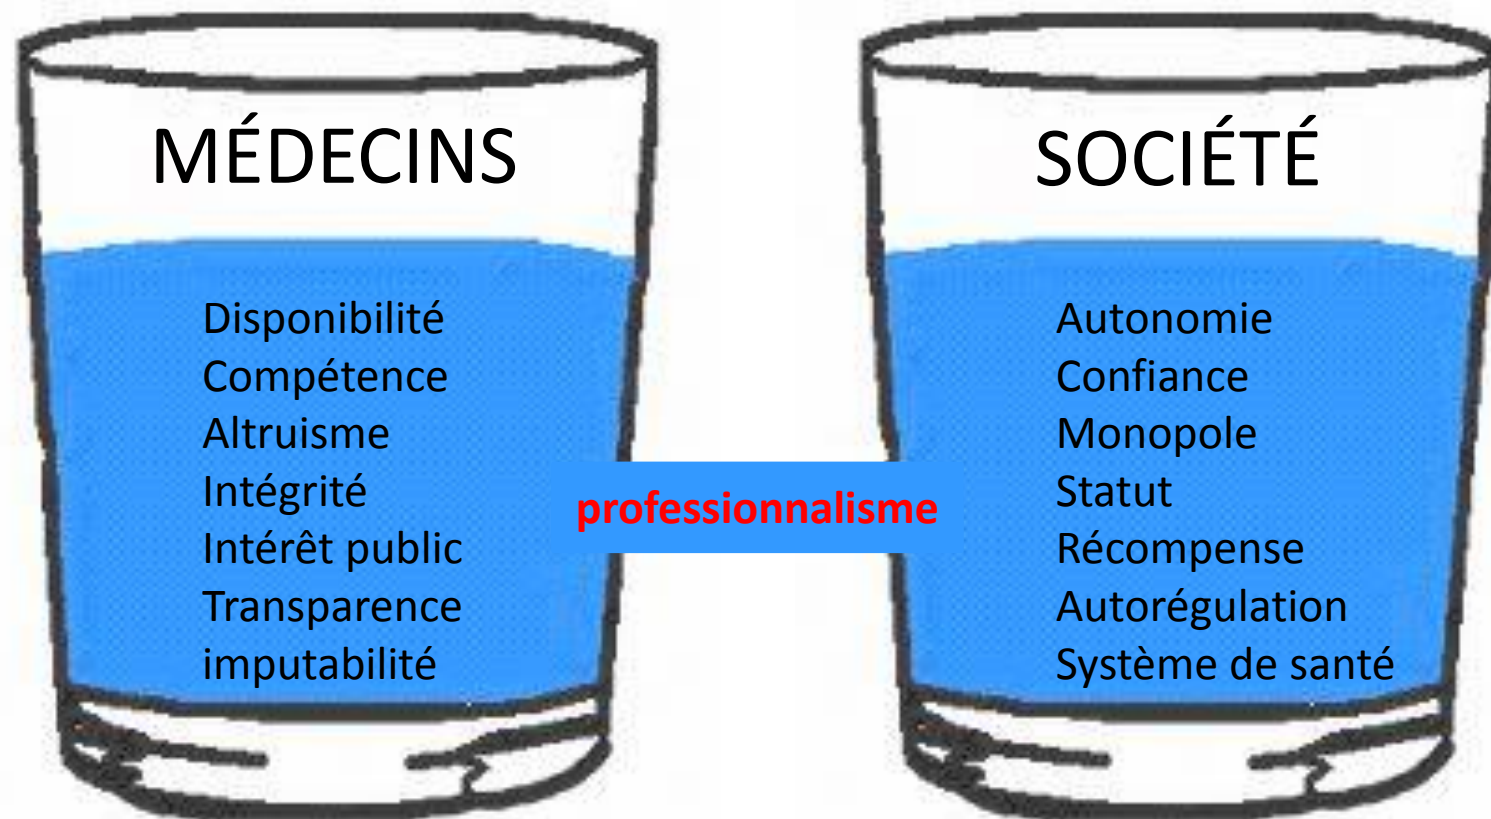 MÉDECINS
Disponibilité
Compétence
Altruisme
Intégrité
Intérêt public
Transparence
imputabilité
professionnalisme
SOCIÉTÉ
Autonomie
Confiance
Monopole
Statut
Récompense
Autorégulation
Système de santé